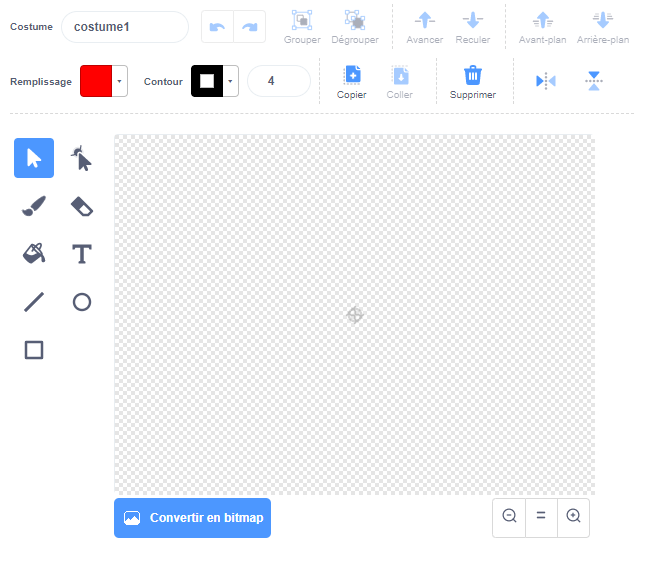 Costume costume1
Grouper Dégrouper Avancer Reculer Avant-plan Arrière-plan
Remplissage Contour 4
Copier Coller Supprimer
T
Convertir en bitmap